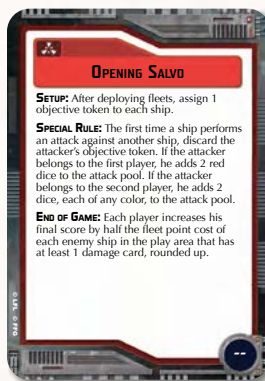 OPENING SALVO
SETUP: After deploying fleets, assign 1
objective token to each ship.
SPECIAL RULE: The first time a ship performs
an attack against another ship, discard the
attacker's objective token. If the attacker
belongs to the first player, he adds 2 red
dice to the attack pool. If the attacker
belongs to the second player, he adds 2
dice, each of any color, to the attack pool.
END OF GAME: Each player increases his
final score by half the fleet point cost of
each enemy ship in the play area that has
at least 1 damage card, rounded up.
© LFL © FFG
--